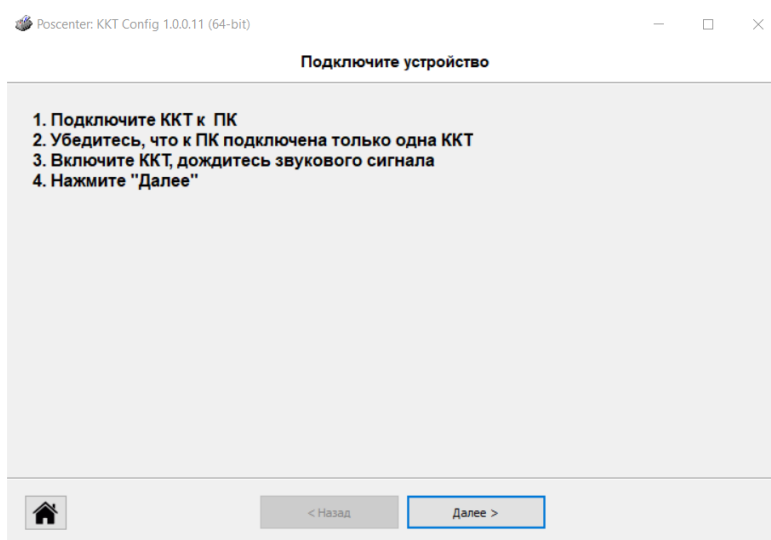 Poscenter: KKT Config 1.0.0.11 (64-bit)
Подключите устройство
1. Подключите ККТ к ПК
2. Убедитесь, что к ПК подключена только одна ККТ
3. Включите ККТ, дождитесь звукового сигнала
4. Нажмите "Далее"
< Назад
Далее >